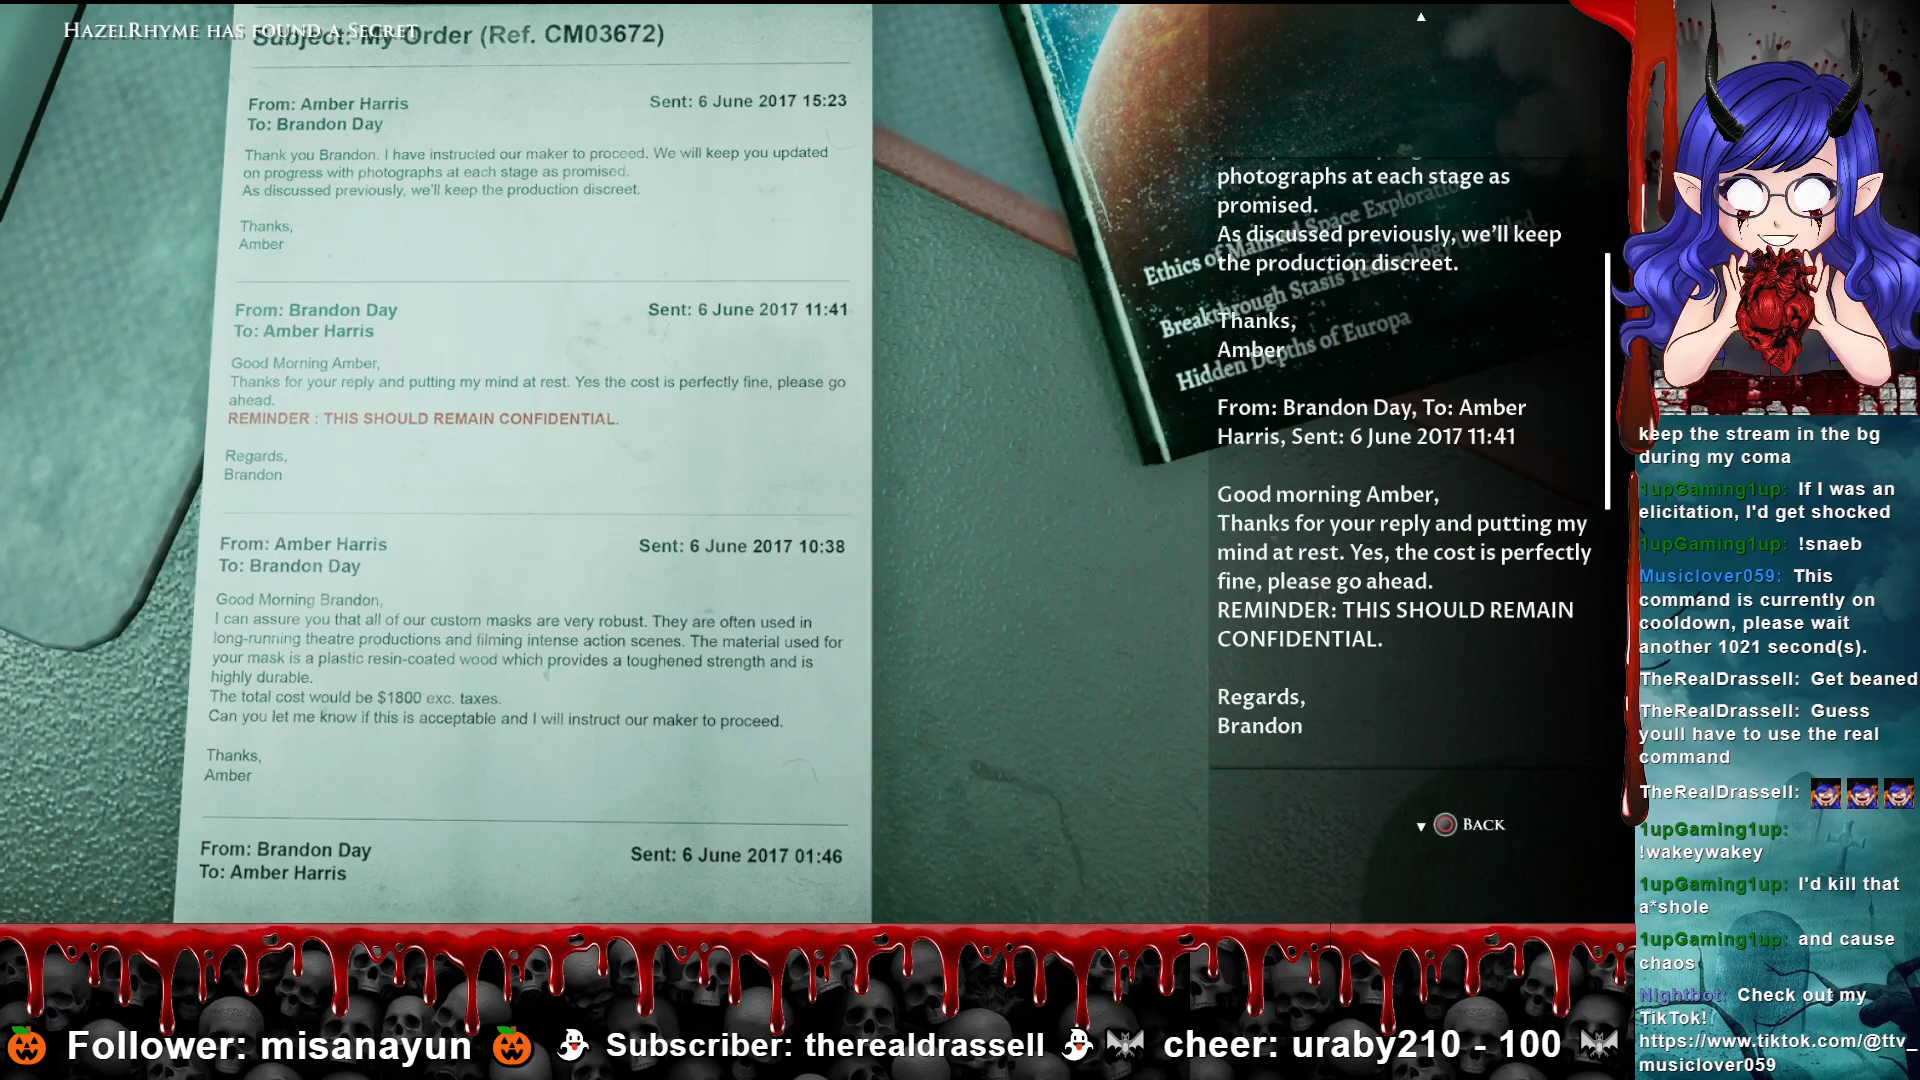 HazelRhyme has found a Secret
Subject: My Order (Ref. CM03672)
From: Amber Harris
Sent: 6 June 2017 15:23
To: Brandon Day
Thank you Brandon. I have instructed our maker to proceed. We will keep you updated
on progress with photographs at each stage as promised.
As discussed previously, we'll keep the production discreet.
Thanks,
Amber
From: Brandon Day
Sent: 6 June 2017 11:41
To: Amber Harris
Good Morning Amber,
Thanks for your reply and putting my mind at rest. Yes the cost is perfectly fine, please go
ahead.
REMINDER : THIS SHOULD REMAIN CONFIDENTIAL.
Regards,
Brandon
From: Amber Harris
Sent: 6 June 2017 10:38
To: Brandon Day
Good Morning Brandon,
I can assure you that all of our custom masks are very robust. They are often used in
long-running theatre productions and filming intense action scenes. The material used for
your mask is a plastic resin-coated wood which provides a toughened strength and is
highly durable.
The total cost would be $1800 exc. taxes.
Can you let me know if this is acceptable and I will instruct our maker to proceed.
Thanks,
Amber
From: Brandon Day
Sent: 6 June 2017 01:46
To: Amber Harris
Ethics of Manned Space Exploration
Breakthrough Stasis
Hidden Depths of Europa
photographs at each stage as
promised.
As discussed previously, we'll keep
the production discreet.
Thanks,
Amber
From: Brandon Day, To: Amber
Harris, Sent: 6 June 2017 11:41
Good morning Amber,
Thanks for your reply and putting my
mind at rest. Yes, the cost is perfectly
fine, please go ahead.
REMINDER: THIS SHOULD REMAIN
CONFIDENTIAL.
Regards,
Brandon
Back
keep the stream in the bg
during my coma
1upGaming1up: If I was an
elicitation, I'd get shocked
1upGaming1up: !snaeb
Musiclover059: This
command is currently on
cooldown, please wait
another 1021 second(s).
TheRealDrassell: Get beaned
TheRealDrassell: Guess
youll have to use the real
command
TheRealDrassell:
1upGaming1up:
!wakeywakey
1upGaming1up: I'd kill that
a*shole
1upGaming1up: and cause
chaos
Nightbot: Check out my
TikTok!
https://www.tiktok.com/@ttv_
musiclover059
Follower: misanayun
Subscriber: therealdrassell
cheer: uraby210 - 100